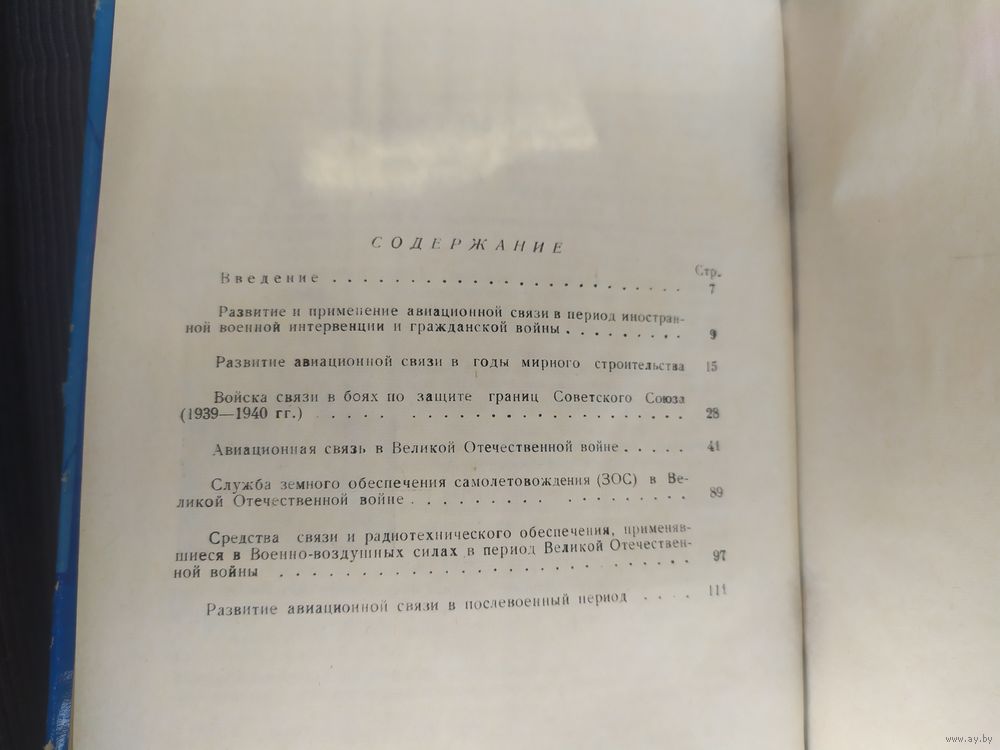 СОДЕРЖАНИЕ
Стр.
Введение . . . . . . . . . . . . . . . . . . . . . . 7
Развитие и применение авиационной связи в период иностран-
ной военной интервенции и гражданской войны . . . . . . . . . 9
Развитие авиационной связи в годы мирного строительства 15
Войска связи в боях по защите границ Советского Союза
(1939—1940 гг.) . . . . . . . . . . . . . . . . . . . . . 28
Авиационная связь в Великой Отечественной войне . . . . . 41
Служба земного обеспечения самолетовождения (ЗОС) в Ве-
ликой Отечественной войне . . . . . . . . . . . . . . . 89
Средства связи и радиотехнического обеспечения, применяв-
шиеся в Военно-воздушных силах в период Великой Отечествен-
ной войны . . . . . . . . . . . . . . . . . . . . . . 97
Развитие авиационной связи в послевоенный период . . . . 111
www.ay.by